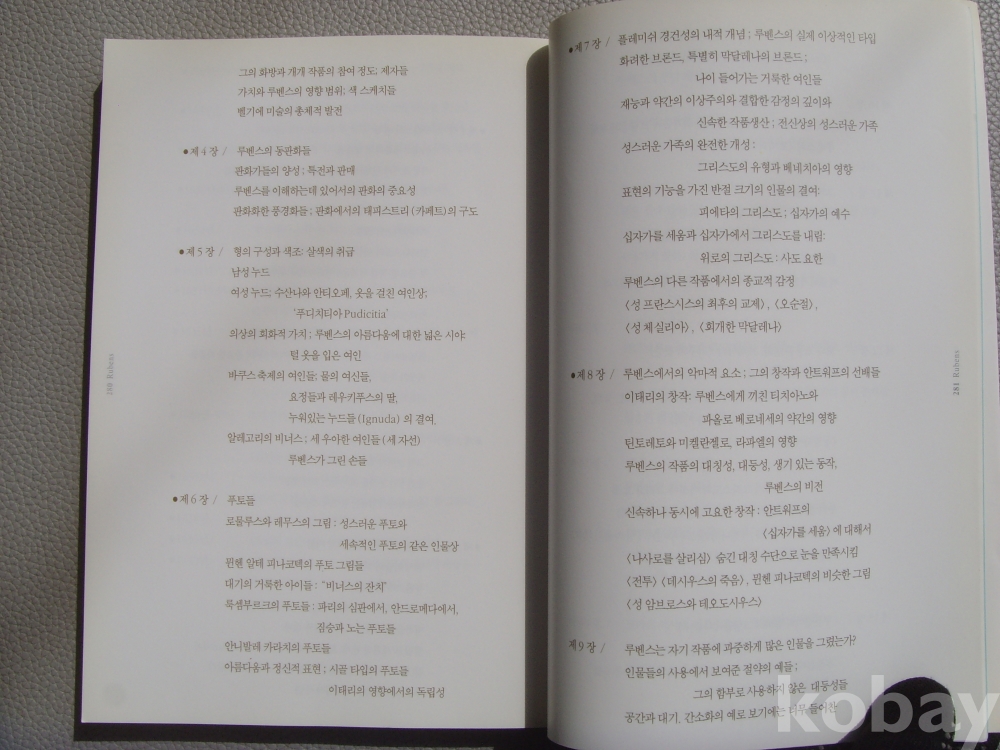 그의 화방과 개개 작품의 참여 정도; 제자들
가치와 루벤스의 영향 범위; 색 스케치들
벨기에 미술의 총체적 발전
●제4장 / 루벤스의 동판화들
판화가들의 양성 ; 특전과 판매
루벤스를 이해하는데 있어서의 판화의 중요성
판화화한 풍경화들 ; 판화에서의 태피스트리 (카페트)의 구도
●제5장 / 형의 구성과 색조: 살색의 취급
남성 누드
여성 누드; 수산나와 안티오페, 옷을 걸친 여인상;
'푸디치티아 Pudicitia'
의상의 회화적 가치 ; 루벤스의 아름다움에 대한 넓은 시야:
털 옷을 입은 여인
바쿠스 축제의 여인들; 물의 여신들,
요정들과 레우키푸스의 딸,
누워있는 누드들(Ignuda) 의 결여,
알레고리의 비너스 ; 세 우아한 여인들 (세 자선)
루벤스가 그린 손들
●제6장 / 푸토들
로물루스와 레무스의 그림 : 성스러운 푸토와
세속적인 푸토의 같은 인물상
뮌헨 알테 피나코텍의 푸토 그림들
대기의 거룩한 아이들 : "비너스의 잔치"
룩셈부르크의 푸토들 : 파리의 심판에서, 안드로메다에서,
짐승과 노는 푸토들
안니발레 카라치의 푸토들
아름다움과 정신적 표현 ; 시골 타입의 푸토들
이태리의 영향에서의 독립성
280 Rubens
●제7장 / 플레미쉬 경건성의 내적 개념 ; 루벤스의 실제 이상적인 타입
화려한 브론드, 특별히 막달레나의 브론드 ;
나이 들어가는 거룩한 여인들
재능과 약간의 이상주의와 결합한 감정의 깊이와
신속한 작품생산 ; 전신상의 성스러운 가족
성스러운 가족의 완전한 개성 :
그리스도의 유형과 베네치아의 영향
표현의 기능을 가진 반절 크기의 인물의 결여:
피에타의 그리스도 ; 십자가의 예수
십자가를 세움과 십자가에서 그리스도를 내림:
위로의 그리스도 : 사도 요한
루벤스의 다른 작품에서의 종교적 감정
〈성 프란스시스의 최후의 교제〉, 〈오순절〉,
〈성 체실리아〉, 〈회개한 막달레나〉
●제8장 / 루벤스에서의 악마적 요소 ; 그의 창작과 안트워프의 선배들
이태리의 창작: 루벤스에게 끼친 티치아노와
파올로 베로네세의 약간의 영향
틴토레토와 미켈란젤로, 라파엘의 영향
루벤스의 작품의 대칭성, 대등성, 생기 있는 동작,
루벤스의 비전
신속하나 동시에 고요한 창작 : 안트워프의
〈십자가를 세움〉에 대해서
〈나사로를 살리심〉 숨긴 대칭 수단으로 눈을 만족시킴
〈전투〉 〈데시우스의 죽음〉, 뮌헨 피나코텍의 비슷한 그림
〈성 암브로스와 테오도시우스〉
제9장 / 루벤스는 자기 작품에 과중하게 많은 인물을 그렸는가?
인물들의 사용에서 보여준 절약의 예들 ;
그의 함부로 사용하지 않은 대등성들
공간과 대기, 간소화의 예로 보기에는
281 Rubens
kobay